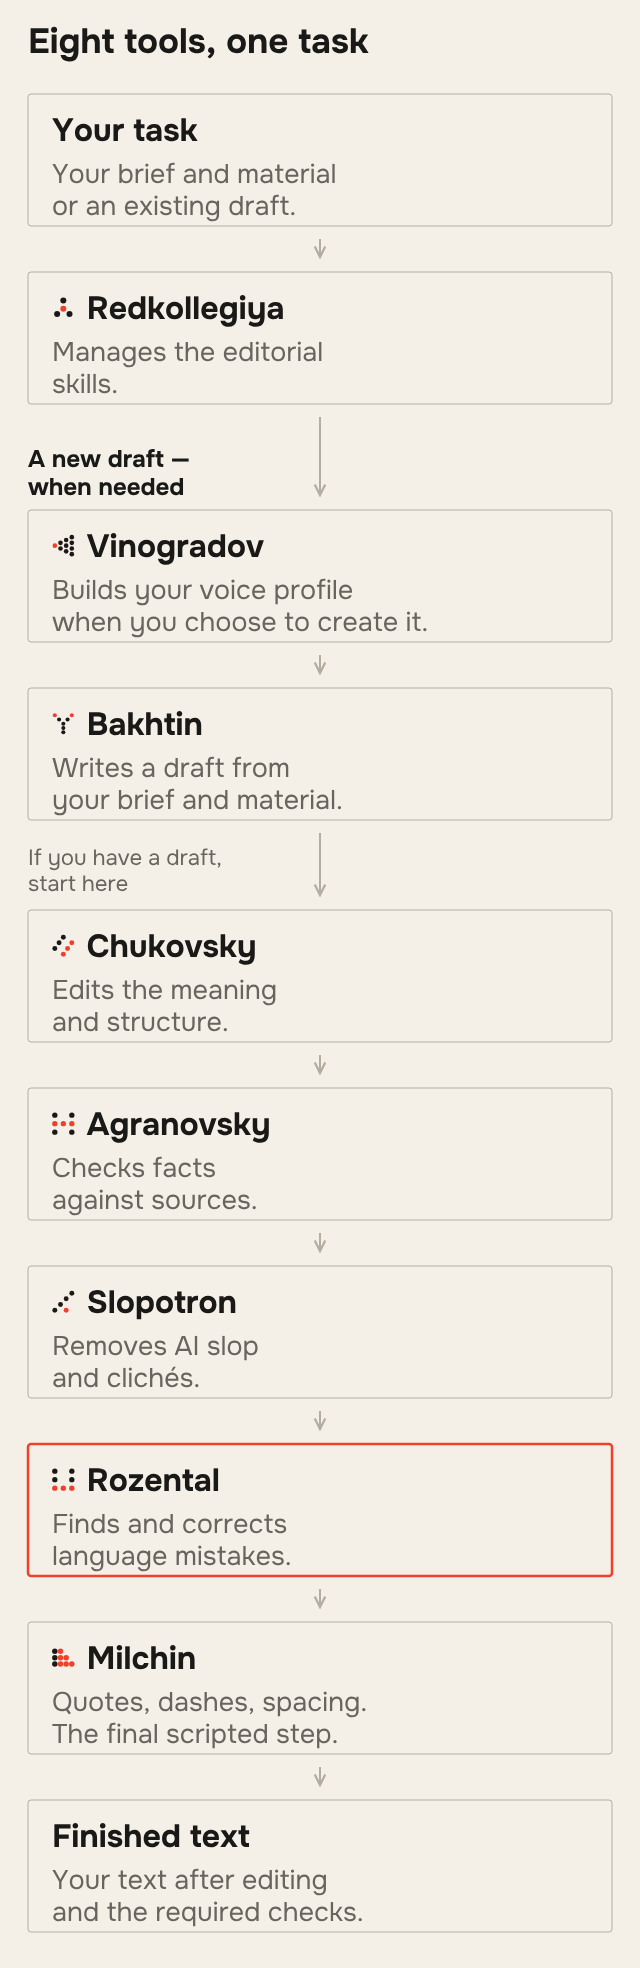 Eight tools, one task
Your task
Your brief and material
or an existing draft.
Redkollegiya
Manages the editorial
skills.
A new draft —
when needed
Vinogradov
Builds your voice profile
when you choose to create it.
Bakhtin
Writes a draft from
your brief and material.
If you have a draft,
start here
Chukovsky
Edits the meaning
and structure.
Agranovsky
Checks facts
against sources.
Slopotron
Removes AI slop
and clichés.
Rozental
Finds and corrects
language mistakes.
Milchin
Quotes, dashes, spacing.
The final scripted step.
Finished text
Your text after editing
and the required checks.